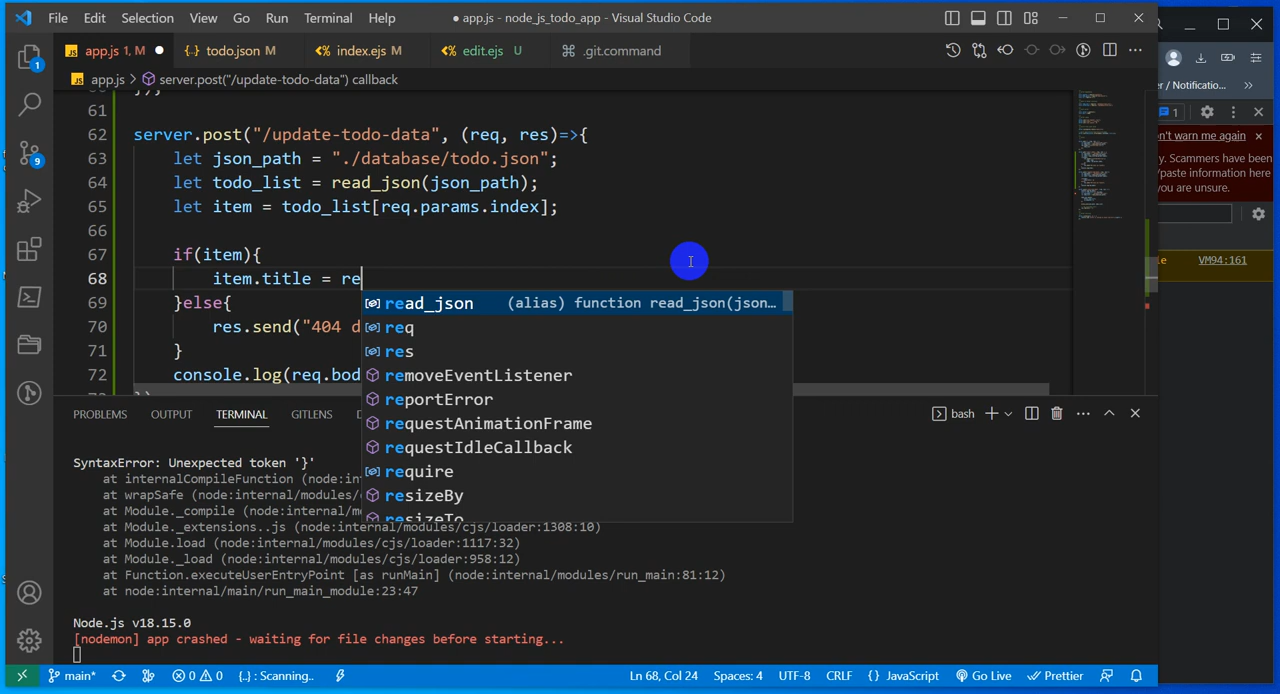 File Edit Selection View Go Run Terminal Help
● app.js - node_js_todo_app - Visual Studio Code
JS app.js 1, M ● {} todo.json M <% index.ejs M <% edit.ejs U .git.command
JS app.js > server.post("/update-todo-data") callback
61
62 server.post("/update-todo-data", (req, res)=>{
63 let json_path = "./database/todo.json";
64 let todo_list = read_json(json_path);
65 let item = todo_list[req.params.index];
66
67 if(item){
68 item.title = re
69 }else{
70 res.send("404 d
71 }
72 console.log(req.bod
read_json (alias) function read_json(json…
req
res
removeEventListener
reportError
requestAnimationFrame
requestIdleCallback
require
resizeBy
resizeTo
PROBLEMS OUTPUT TERMINAL GITLENS D
bash
SyntaxError: Unexpected token '}'
at internalCompileFunction (node:int
at wrapSafe (node:internal/modules/c
at Module._compile (node:internal/m
at Module._extensions..js (node:internal/modules/cjs/loader:1308:10)
at Module.load (node:internal/modules/cjs/loader:1117:32)
at Module._load (node:internal/modules/cjs/loader:958:12)
at Function.executeUserEntryPoint [as runMain] (node:internal/modules/run_main:81:12)
at node:internal/main/run_main_module:23:47
Node.js v18.15.0
[nodemon] app crashed - waiting for file changes before starting...
main* 0 0 {..} : Scanning.. Ln 68, Col 24 Spaces: 4 UTF-8 CRLF {} JavaScript Go Live Prettier
1
9
er / Notificatio...
1
n't warn me again
y. Scammers have been
/paste information here
you are unsure.
le VM94:161